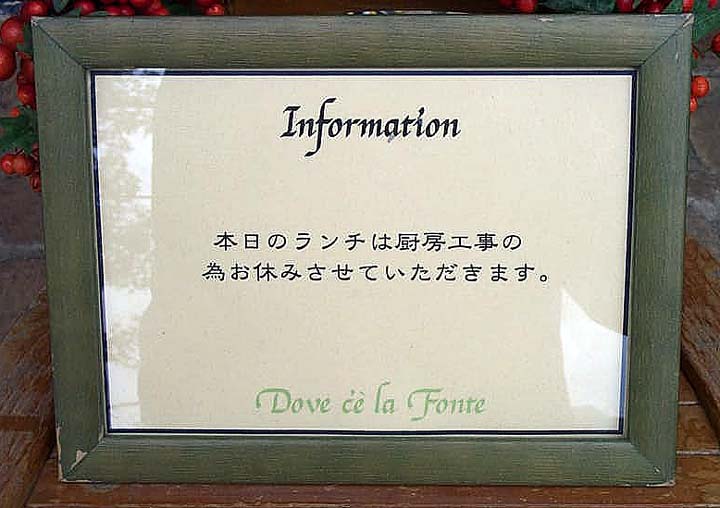 Information
本日のランチは厨房工事の
為お休みさせていただきます。
Dove c'è la Fonte